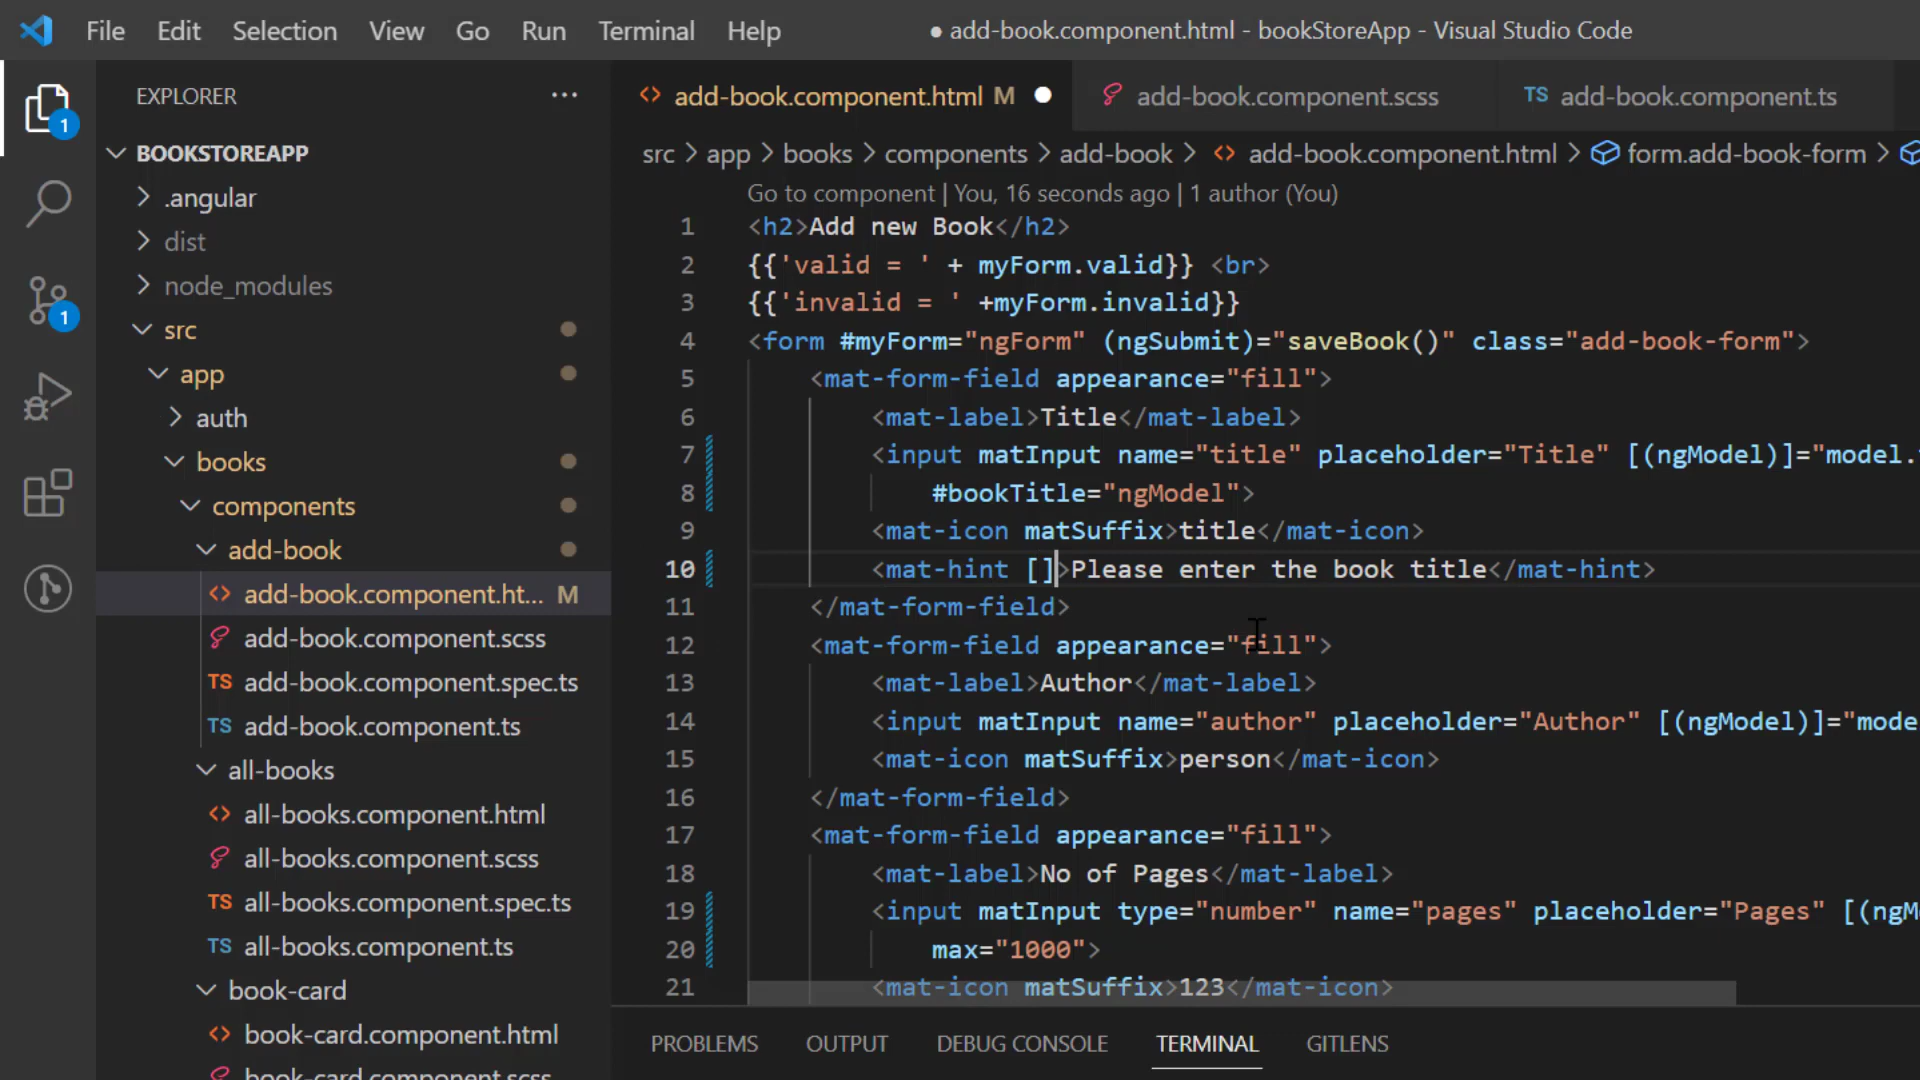 File Edit Selection View Go Run Terminal Help
● add-book.component.html - bookStoreApp - Visual Studio Code
EXPLORER ...
1
1
BOOKSTOREAPP
.angular
dist
node_modules
src
app
auth
books
components
add-book
add-book.component.ht... M
add-book.component.scss
TS add-book.component.spec.ts
TS add-book.component.ts
all-books
all-books.component.html
all-books.component.scss
TS all-books.component.spec.ts
TS all-books.component.ts
book-card
book-card.component.html
book-card.component.scss
add-book.component.html M
add-book.component.scss
TS add-book.component.ts
src > app > books > components > add-book > <> add-book.component.html > form.add-book-form >
Go to component | You, 16 seconds ago | 1 author (You)
1 <h2>Add new Book</h2>
2 {{'valid = ' + myForm.valid}} <br>
3 {{'invalid = ' +myForm.invalid}}
4 <form #myForm="ngForm" (ngSubmit)="saveBook()" class="add-book-form">
5 <mat-form-field appearance="fill">
6 <mat-label>Title</mat-label>
7 <input matInput name="title" placeholder="Title" [(ngModel)]="model.
8 #bookTitle="ngModel">
9 <mat-icon matSuffix>title</mat-icon>
10 <mat-hint []>Please enter the book title</mat-hint>
11 </mat-form-field>
12 <mat-form-field appearance="fill">
13 <mat-label>Author</mat-label>
14 <input matInput name="author" placeholder="Author" [(ngModel)]="mode
15 <mat-icon matSuffix>person</mat-icon>
16 </mat-form-field>
17 <mat-form-field appearance="fill">
18 <mat-label>No of Pages</mat-label>
19 <input matInput type="number" name="pages" placeholder="Pages" [(ngM
20 max="1000">
21 <mat-icon matSuffix>123</mat-icon>
PROBLEMS OUTPUT DEBUG CONSOLE TERMINAL GITLENS